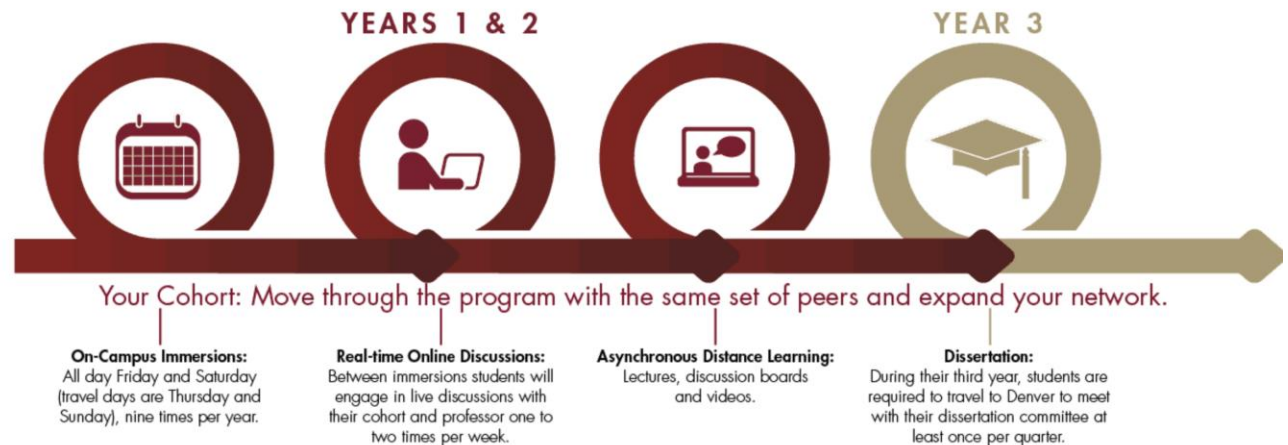 YEARS 1 & 2
YEAR 3
Your Cohort: Move through the program with the same set of peers and expand your network.
On-Campus Immersions:
All day Friday and Saturday
(travel days are Thursday and
Sunday), nine times per year.
Real-time Online Discussions:
Between immersions students will
engage in live discussions with
their cohort and professor one to
two times per week.
Asynchronous Distance Learning:
Lectures, discussion boards
and videos.
Dissertation:
During their third year, students are
required to travel to Denver to meet
with their dissertation committee at
least once per quarter.